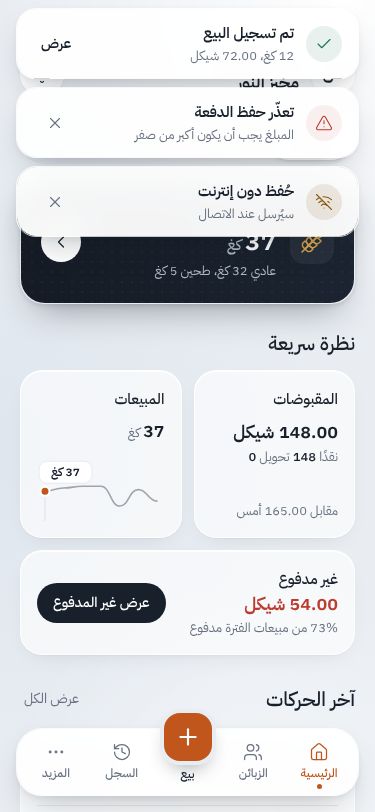 تم تسجيل البيع
عرض
12 كغ، 72.00 شيكل
مخبز النور
تعذّر حفظ الدفعة
المبلغ يجب أن يكون أكبر من صفر
حُفظ دون إنترنت
سيُرسل عند الاتصال
37 كغ
عادي 32 كغ، طحين 5 كغ
نظرة سريعة
المقبوضات
148.00 شيكل
نقدًا 148 تحويل 0
مقابل 165.00 أمس
المبيعات
37 كغ
37 كغ
غير مدفوع
54.00 شيكل
73% من مبيعات الفترة مدفوع
عرض غير المدفوع
آخر الحركات
عرض الكل
الرئيسية
الزبائن
بيع
السجل
المزيد